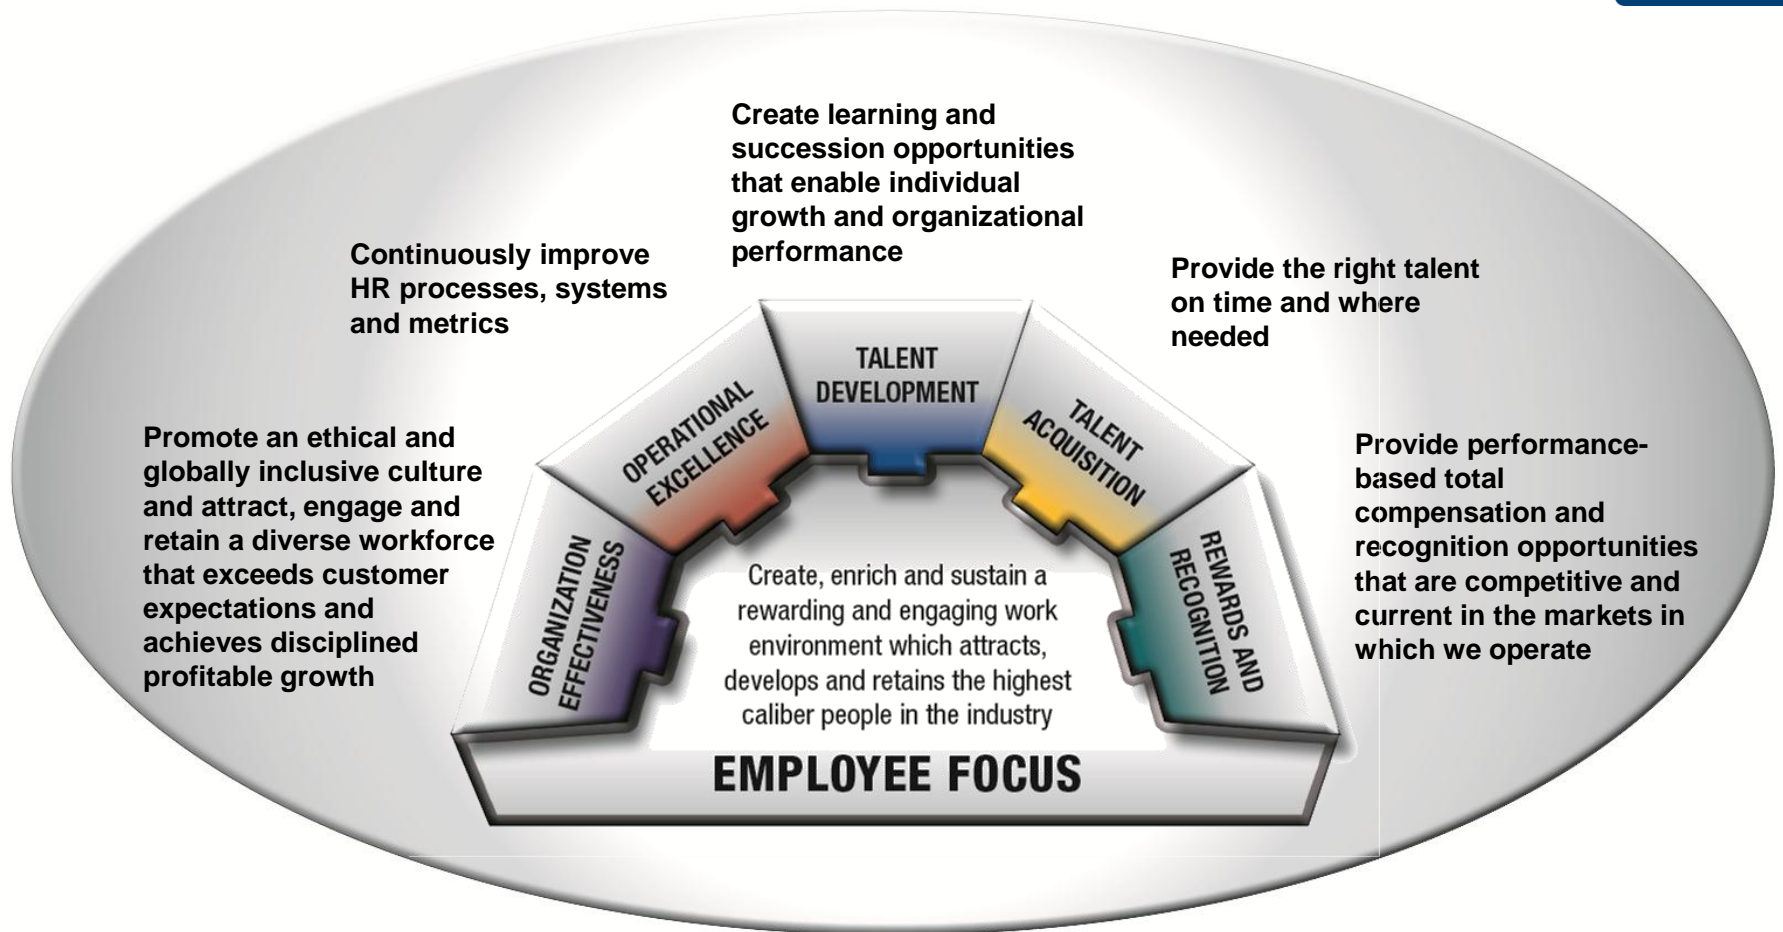 Create learning and
succession opportunities
that enable individual
growth and organizational
performance
Continuously improve
HR processes, systems
and metrics
Provide the right talent
on time and where
needed
Promote an ethical and
globally inclusive culture
and attract, engage and
retain a diverse workforce
that exceeds customer
expectations and
achieves disciplined
profitable growth
Provide performance-
based total
compensation and
recognition opportunities
that are competitive and
current in the markets in
which we operate
ORGANIZATION
EFFECTIVENESS
OPERATIONAL
EXCELLENCE
TALENT
DEVELOPMENT
TALENT
ACQUISITION
REWARDS AND
RECOGNITION
Create, enrich and sustain a
rewarding and engaging work
environment which attracts,
develops and retains the highest
caliber people in the industry
EMPLOYEE FOCUS